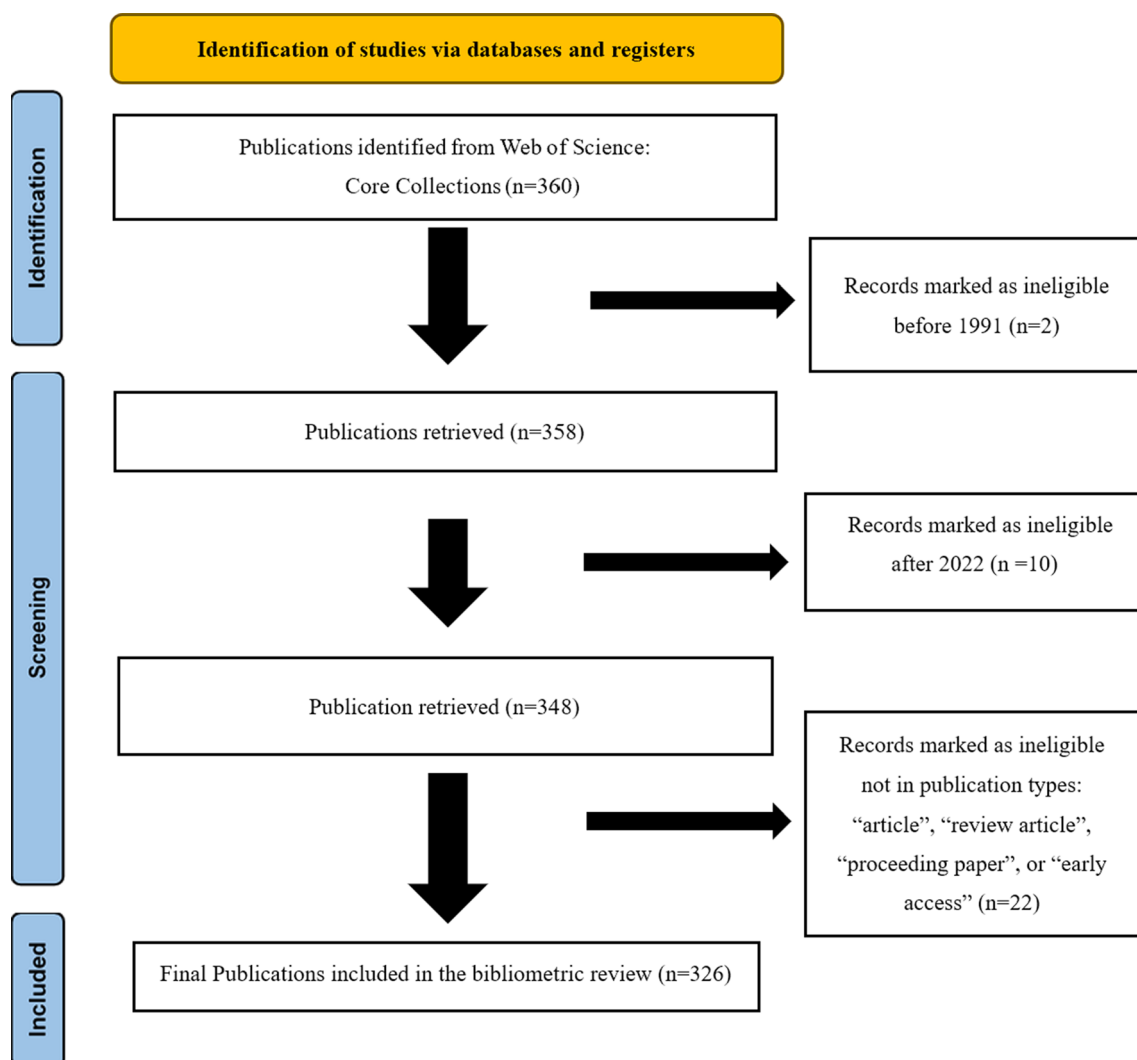 Identification of studies via databases and registers
Identification
Publications identified from Web of Science:
Core Collections (n=360)
Records marked as ineligible
before 1991 (n=2)
Screening
Publications retrieved (n=358)
Records marked as ineligible
after 2022 (n =10)
Publication retrieved (n=348)
Records marked as ineligible
not in publication types:
“article”, “review article”,
“proceeding paper”, or “early
access” (n=22)
Included
Final Publications included in the bibliometric review (n=326)